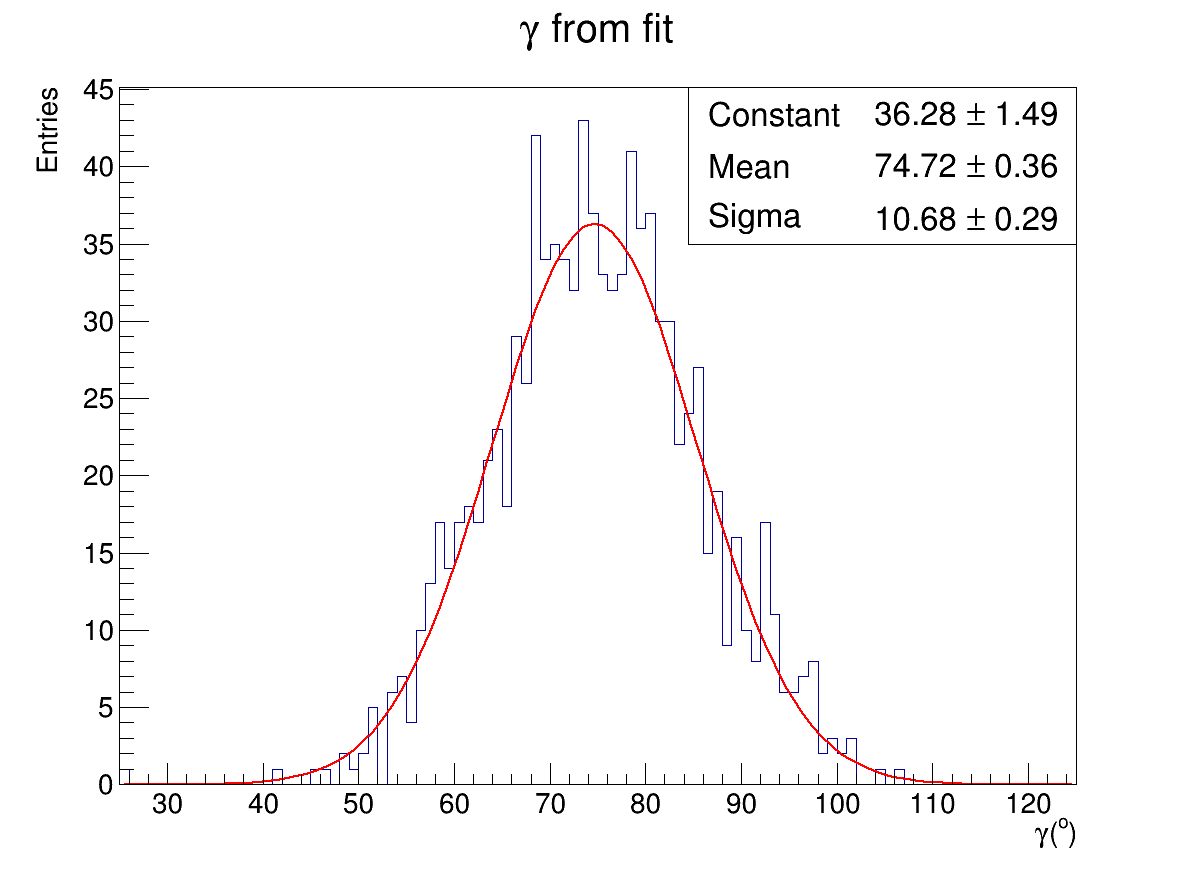 γ from fit
Entries
Constant 36.28 ± 1.49
Mean 74.72 ± 0.36
Sigma 10.68 ± 0.29
45
40
35
30
25
20
15
10
5
0
30 40 50 60 70 80 90 100 110 120
γ(°)